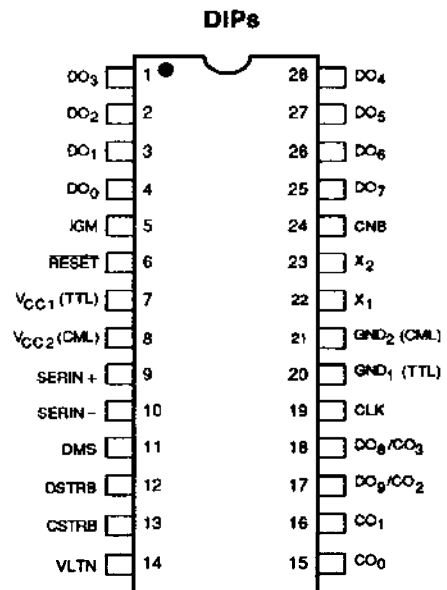 DIPs
DO3 1 28 DO4
DO2 2 27 DO5
DO1 3 26 DO6
DO0 4 25 DO7
IGM 5 24 CNB
RESET 6 23 X2
VCC1 (TTL) 7 22 X1
VCC2 (CML) 8 21 GND2 (CML)
SERIN + 9 20 GND1 (TTL)
SERIN – 10 19 CLK
DMS 11 18 DO8/CO3
DSTRB 12 17 DO9/CO2
CSTRB 13 16 CO1
VLTN 14 15 CO0